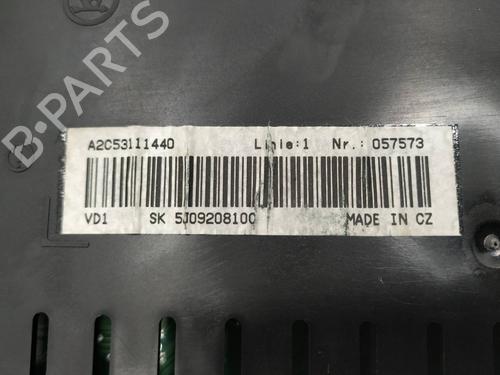 A2C53111440 Linie:1 Nr.: 057573
VD1 SK 5J0920810C MADE IN CZ
B-PARTS